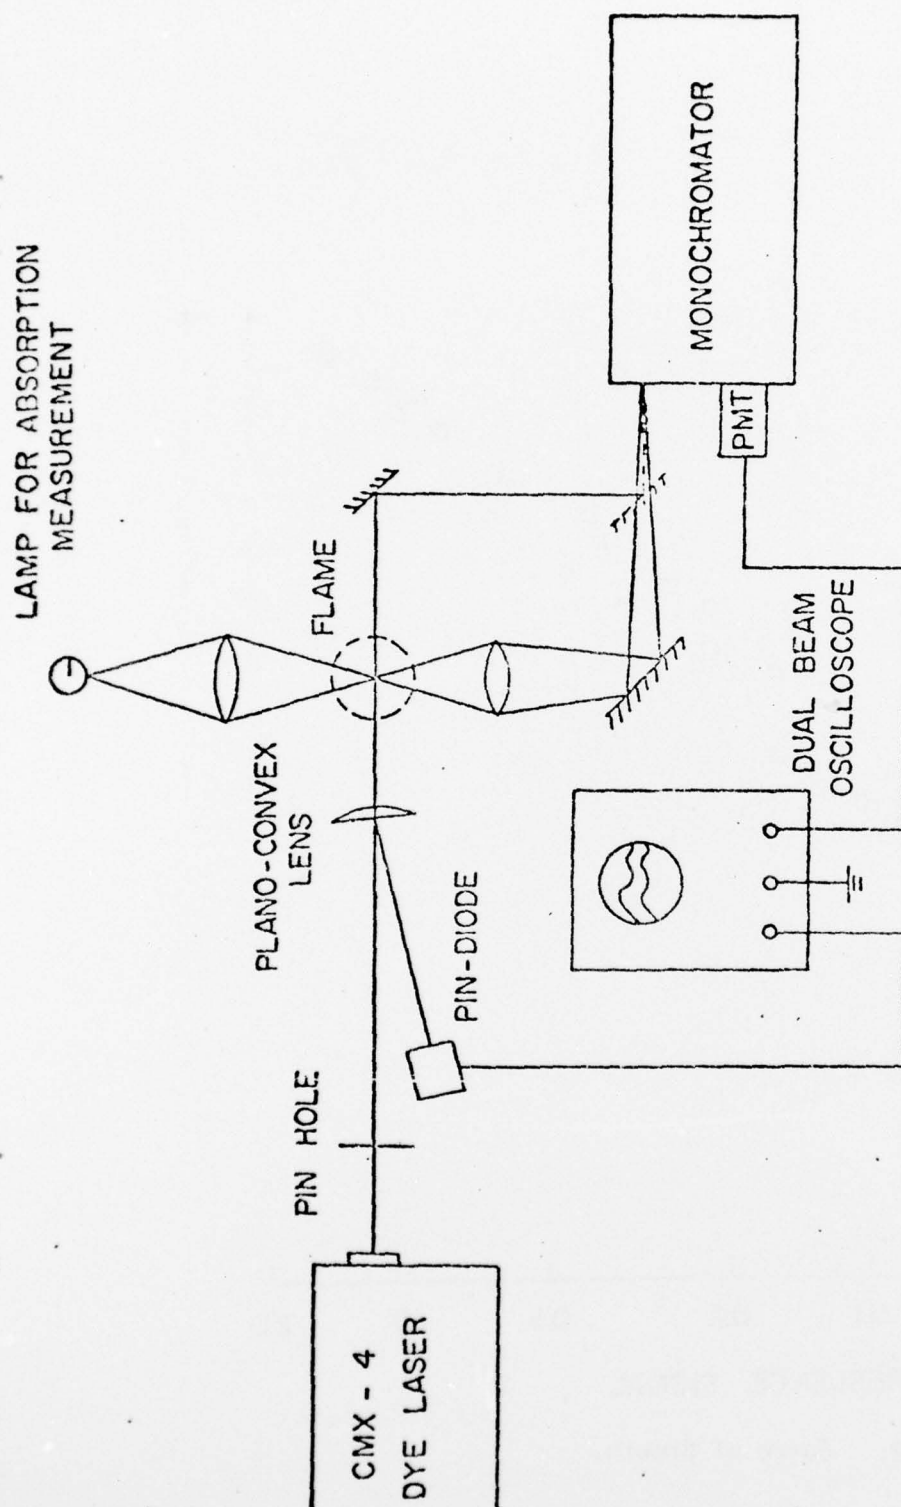 LAMP FOR ABSORPTION
MEASUREMENT
FLAME
PLANO-CONVEX
LENS
PIN HOLE
PIN-DIODE
CMX - 4
DYE LASER
MONOCHROMATOR
PMT
DUAL BEAM
OSCILLOSCOPE